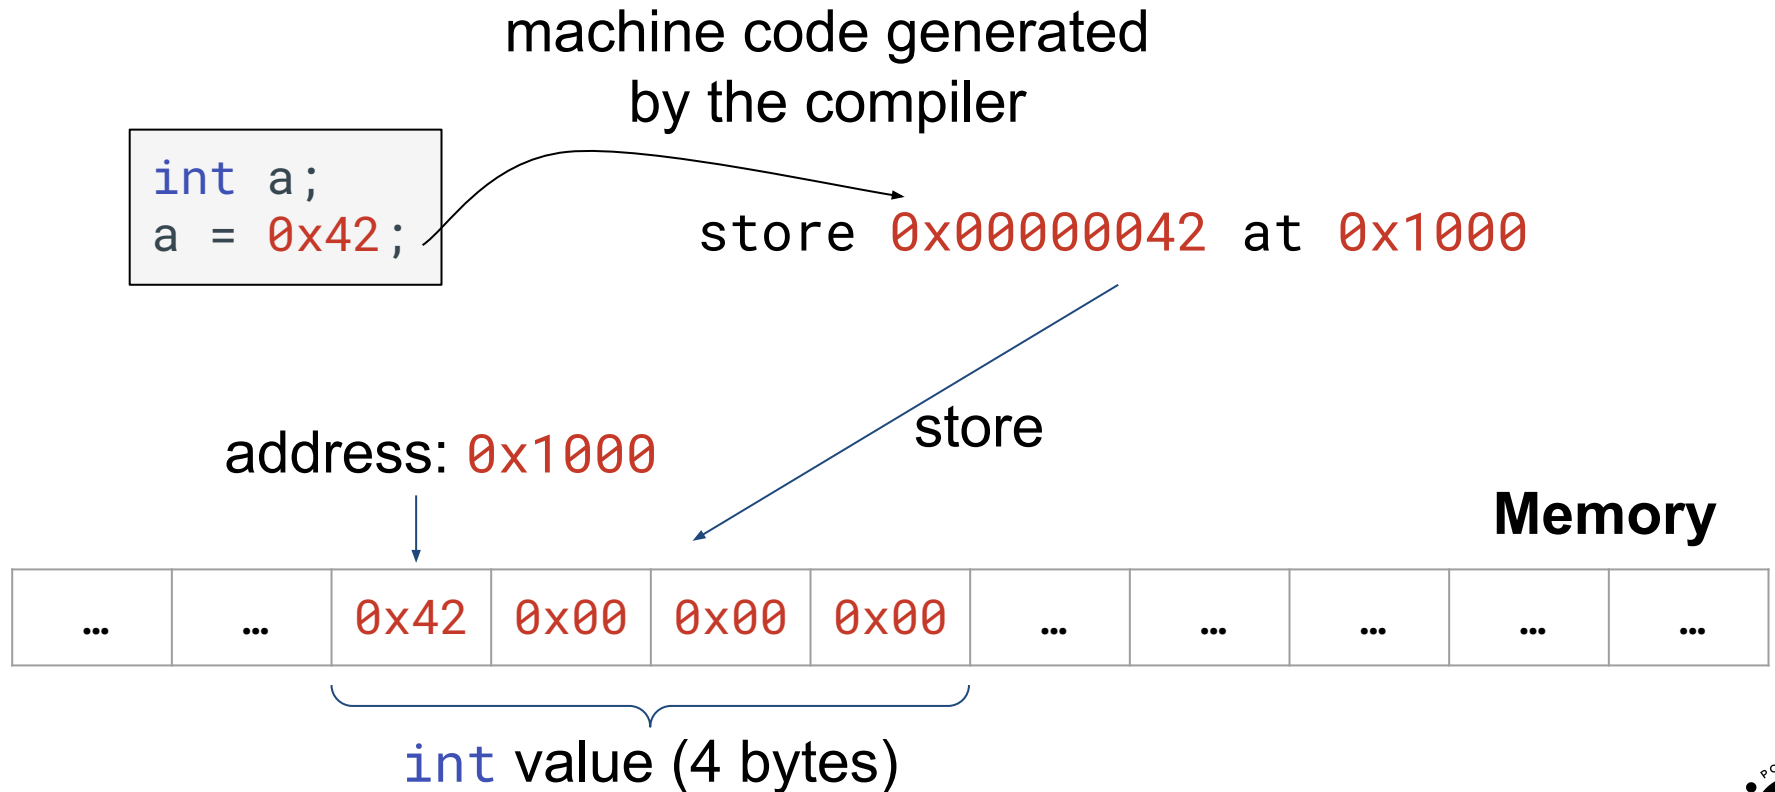 machine code generated
by the compiler
int a;
a = 0x42;
store 0x00000042 at 0x1000
store
address: 0x1000
Memory
… … 0x42 0x00 0x00 0x00 … … … … …
int value (4 bytes)